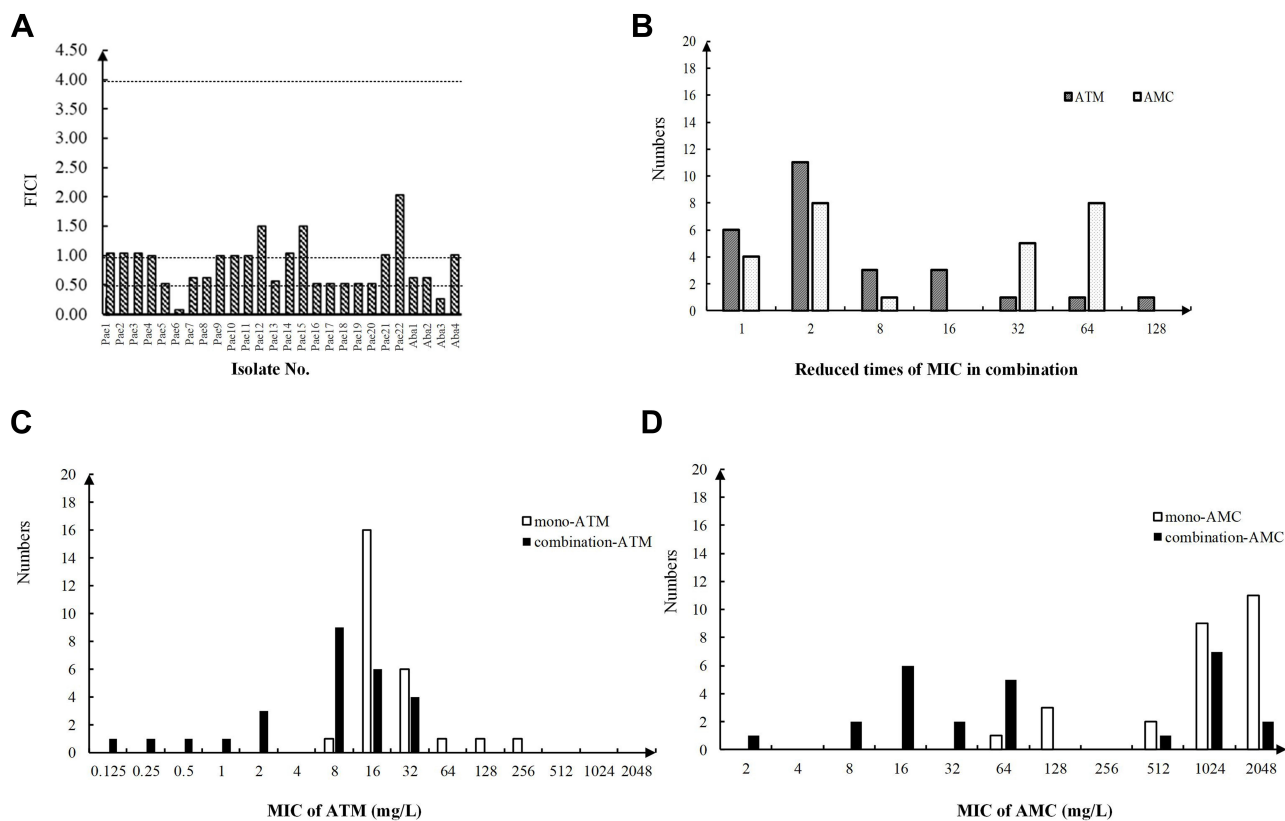 A
4.50
4.00
3.50
3.00
2.50
2.00
1.50
1.00
0.50
0.00
FICI
Pae1 Pae2 Pae3 Pae4 Pae5 Pae6 Pae7 Pae8 Pae9 Pae10 Pae11 Pae12 Pae13 Pae14 Pae15 Pae16 Pae17 Pae18 Pae19 Pae20 Pae21 Pae22 Aba1 Aba2 Aba3 Aba4
Isolate No.
B
20
18
16
14
12
10
8
6
4
2
0
Numbers
ATM AMC
1 2 8 16 32 64 128
Reduced times of MIC in combination
C
20
18
16
14
12
10
8
6
4
2
0
Numbers
mono-ATM
combination-ATM
0.125 0.25 0.5 1 2 4 8 16 32 64 128 256 512 1024 2048
MIC of ATM (mg/L)
D
20
18
16
14
12
10
8
6
4
2
0
Numbers
mono-AMC
combination-AMC
2 4 8 16 32 64 128 256 512 1024 2048
MIC of AMC (mg/L)